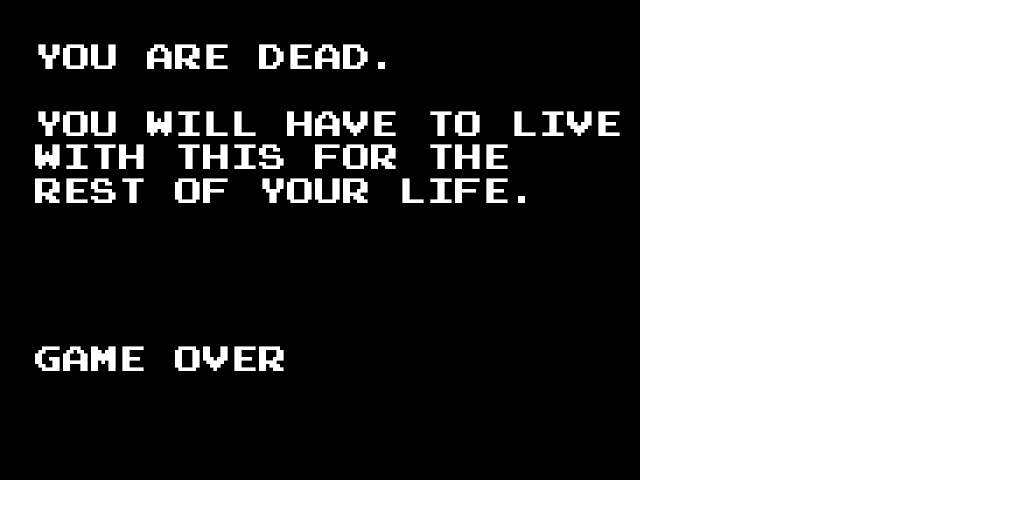 YOU ARE DEAD.
YOU WILL HAVE TO LIVE
WITH THIS FOR THE
REST OF YOUR LIFE.
GAME OVER